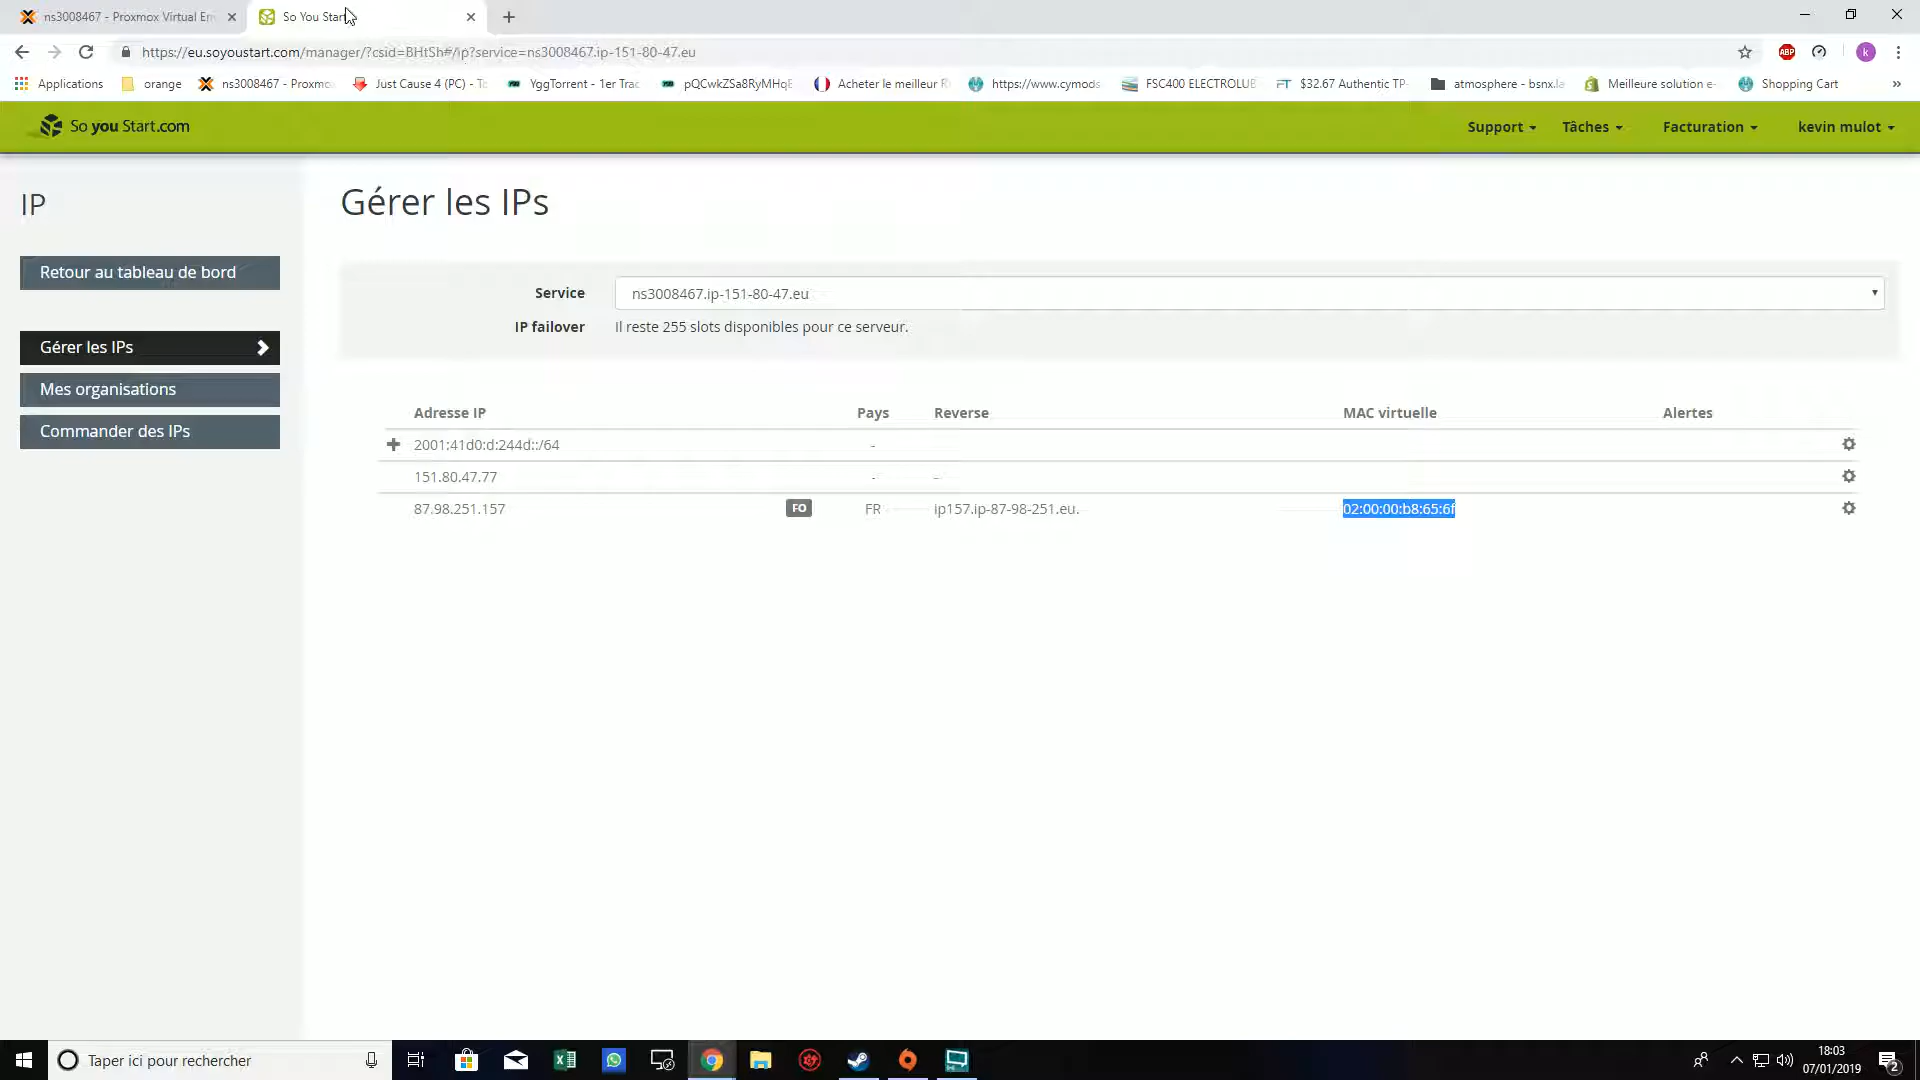 ns3008467 - Proxmox Virtual En
So You Start
https://eu.soyoustart.com/manager/?csid=BHtSh#/ip?service=ns3008467.ip-151-80-47.eu
ABP
k
Applications
orange
ns3008467 - Proxmo
Just Cause 4 (PC) - To
YggTorrent - 1er Trac
pQCwkZSa8RyMHqE
Acheter le meilleur R
https://www.cymods
FSC400 ELECTROLUB
$32.67 Authentic TP-
atmosphere - bsnx.la
Meilleure solution e-
Shopping Cart
»
So you Start.com
Support
Tâches
Facturation
kevin mulot
IP
Retour au tableau de bord
Gérer les IPs
Mes organisations
Commander des IPs
Gérer les IPs
Service
ns3008467.ip-151-80-47.eu
IP failover
Il reste 255 slots disponibles pour ce serveur.
Adresse IP
Pays
Reverse
MAC virtuelle
Alertes
2001:41d0:d:244d::/64
-
151.80.47.77
-
-
87.98.251.157
FO
FR
ip157.ip-87-98-251.eu.
02:00:00:b8:65:6f
Taper ici pour rechercher
18:03
07/01/2019
2